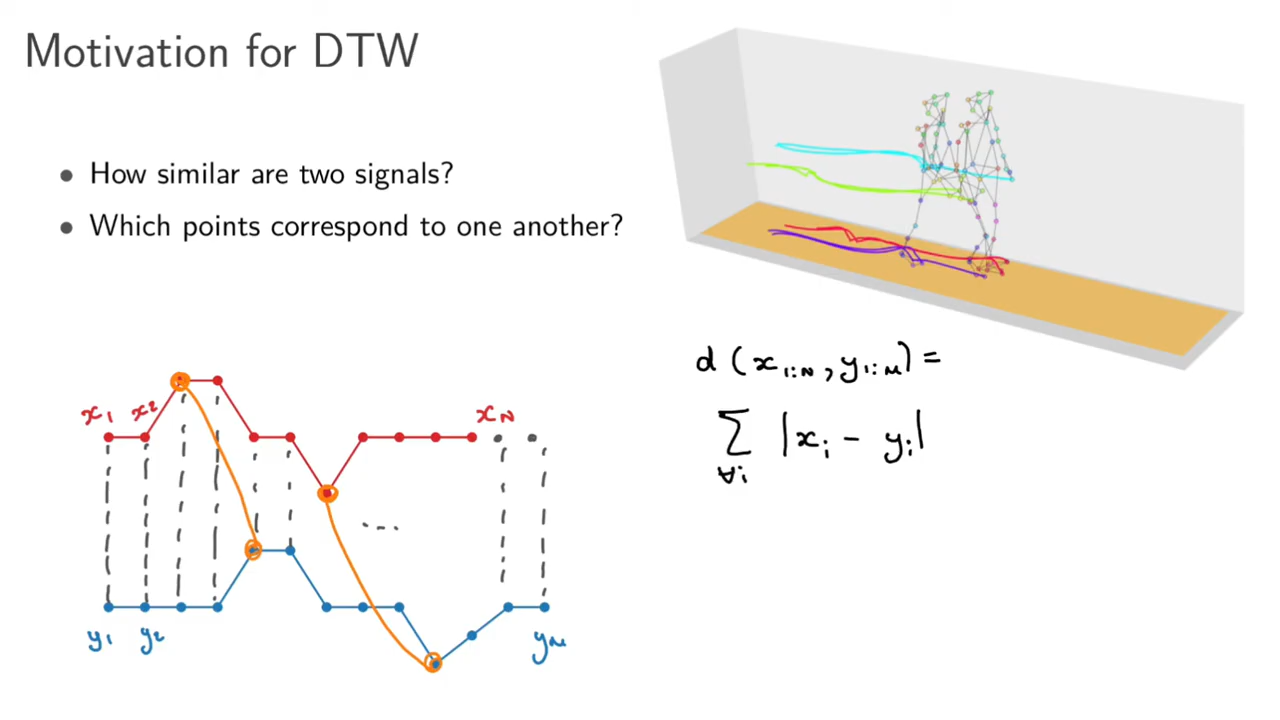 Motivation for DTW
• How similar are two signals?
• Which points correspond to one another?
d(x₁:N, y₁:M) =
∑ |xᵢ - yᵢ|
∀i
x₁ x₂ xN
...
y₁ y₂ yM